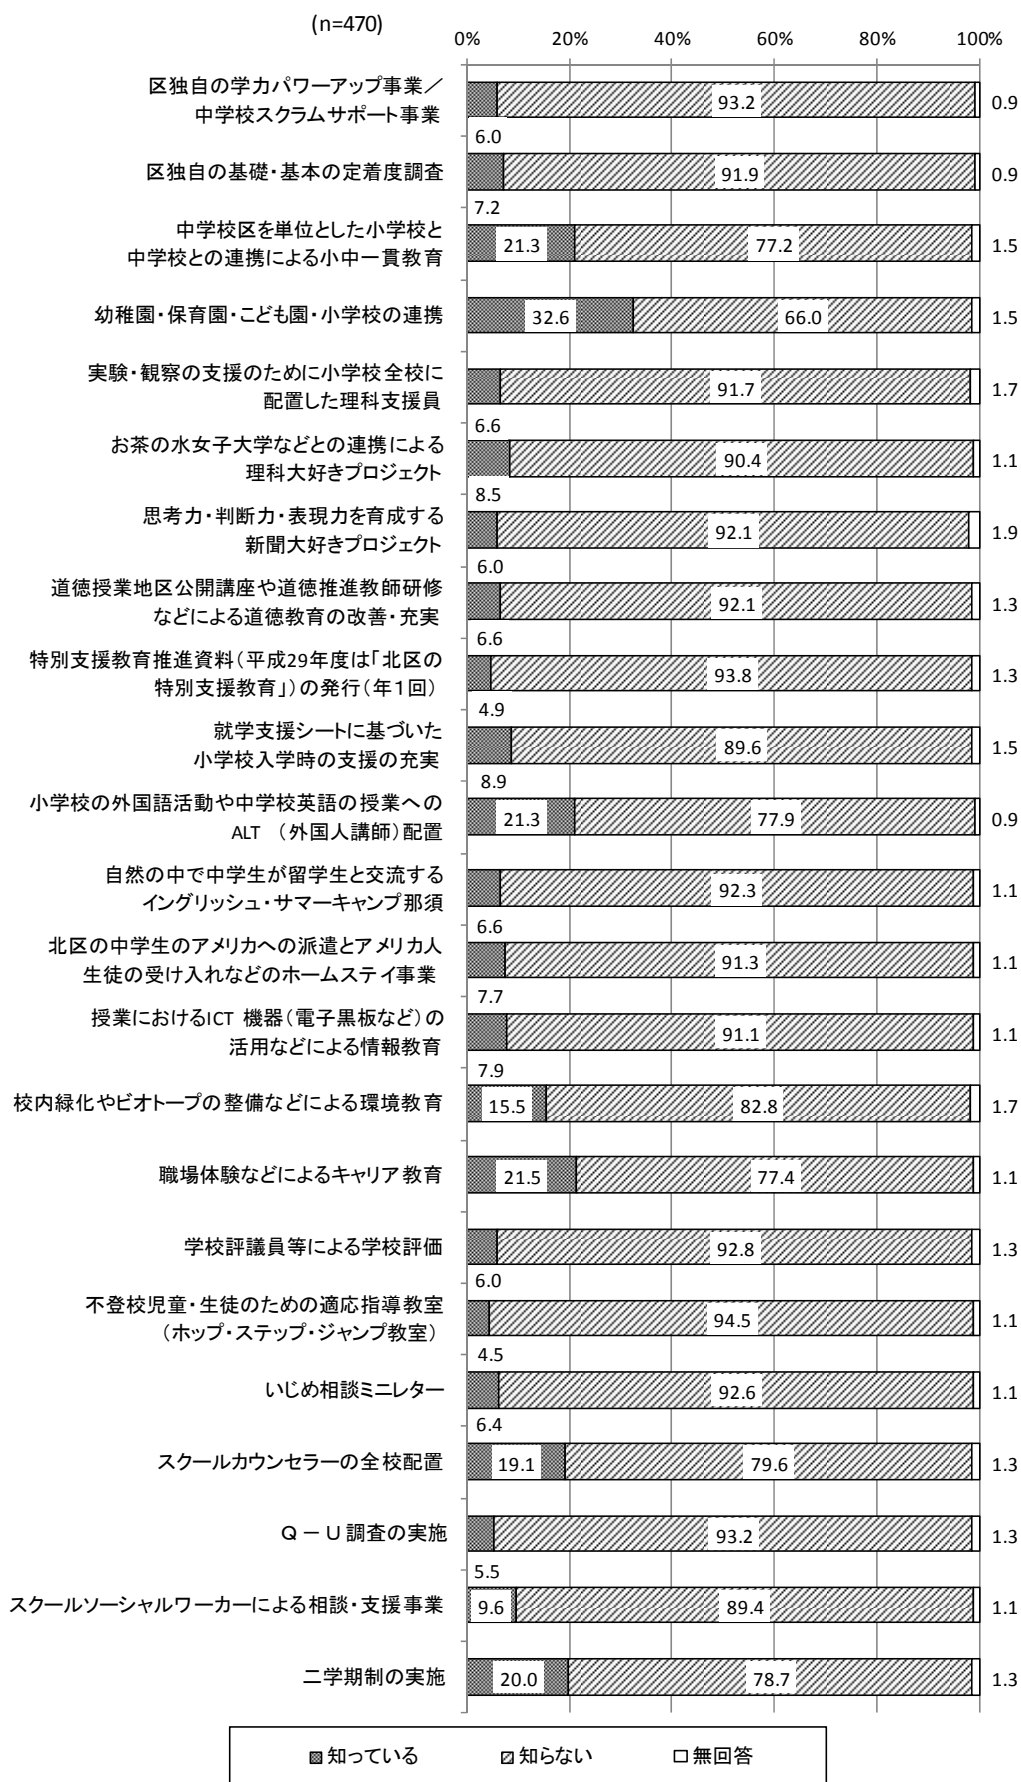 (n=470)
0% 20% 40% 60% 80% 100%
区独自の学力パワーアップ事業／
中学校スクラムサポート事業
93.2 0.9
6.0
区独自の基礎・基本の定着度調査 91.9 0.9
7.2
中学校区を単位とした小学校と
中学校との連携による小中一貫教育
21.3 77.2 1.5
幼稚園・保育園・こども園・小学校の連携 32.6 66.0 1.5
実験・観察の支援のために小学校全校に
配置した理科支援員
91.7 1.7
6.6
お茶の水女子大学などとの連携による
理科大好きプロジェクト
90.4 1.1
8.5
思考力・判断力・表現力を育成する
新聞大好きプロジェクト
92.1 1.9
6.0
道徳授業地区公開講座や道徳推進教師研修
などによる道徳教育の改善・充実
92.1 1.3
6.6
特別支援教育推進資料（平成29年度は「北区の
特別支援教育」）の発行（年１回）
93.8 1.3
4.9
就学支援シートに基づいた
小学校入学時の支援の充実
89.6 1.5
8.9
小学校の外国語活動や中学校英語の授業への
ALT （外国人講師）配置
21.3 77.9 0.9
自然の中で中学生が留学生と交流する
イングリッシュ・サマーキャンプ那須
92.3 1.1
6.6
北区の中学生のアメリカへの派遣とアメリカ人
生徒の受け入れなどのホームステイ事業
91.3 1.1
7.7
授業におけるICT 機器（電子黒板など）の
活用などによる情報教育
91.1 1.1
7.9
校内緑化やビオトープの整備などによる環境教育 15.5 82.8 1.7
職場体験などによるキャリア教育 21.5 77.4 1.1
学校評議員等による学校評価 92.8 1.3
6.0
不登校児童・生徒のための適応指導教室
（ホップ・ステップ・ジャンプ教室）
94.5 1.1
4.5
いじめ相談ミニレター 92.6 1.1
6.4
スクールカウンセラーの全校配置 19.1 79.6 1.3
Ｑ－Ｕ調査の実施 93.2 1.3
5.5
スクールソーシャルワーカーによる相談・支援事業 9.6 89.4 1.1
二学期制の実施 20.0 78.7 1.3
知っている 知らない 無回答